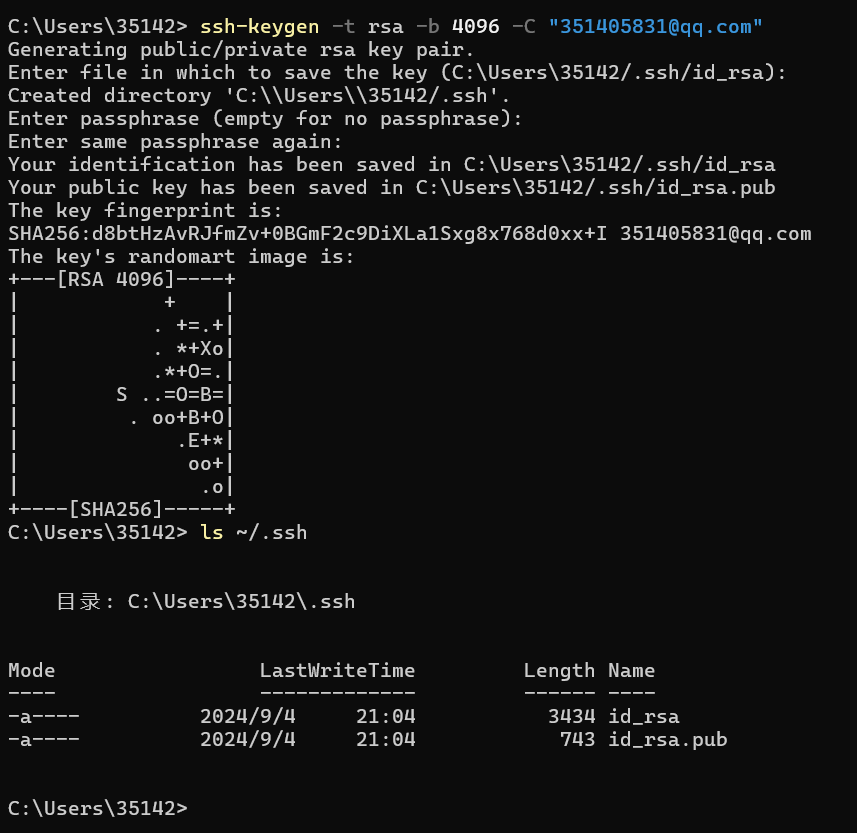 C:\Users\35142> ssh-keygen -t rsa -b 4096 -C "351405831@qq.com"
Generating public/private rsa key pair.
Enter file in which to save the key (C:\Users\35142/.ssh/id_rsa):
Created directory 'C:\\Users\\35142/.ssh'.
Enter passphrase (empty for no passphrase):
Enter same passphrase again:
Your identification has been saved in C:\Users\35142/.ssh/id_rsa
Your public key has been saved in C:\Users\35142/.ssh/id_rsa.pub
The key fingerprint is:
SHA256:d8btHzAvRJfmZv+0BGmF2c9DiXLa1Sxg8x768d0xx+I 351405831@qq.com
The key's randomart image is:
+---[RSA 4096]----+
|            +    |
|           . +=.+|
|           . *+Xo|
|           .*+O=.|
|        S ..=O=B=|
|         . oo+B+O|
|             .E+*|
|              oo+|
|               .o|
+----[SHA256]-----+
C:\Users\35142> ls ~/.ssh
    目录: C:\Users\35142\.ssh
Mode                 LastWriteTime         Length Name
----                 -------------         ------ ----
-a----          2024/9/4     21:04           3434 id_rsa
-a----          2024/9/4     21:04            743 id_rsa.pub
C:\Users\35142>